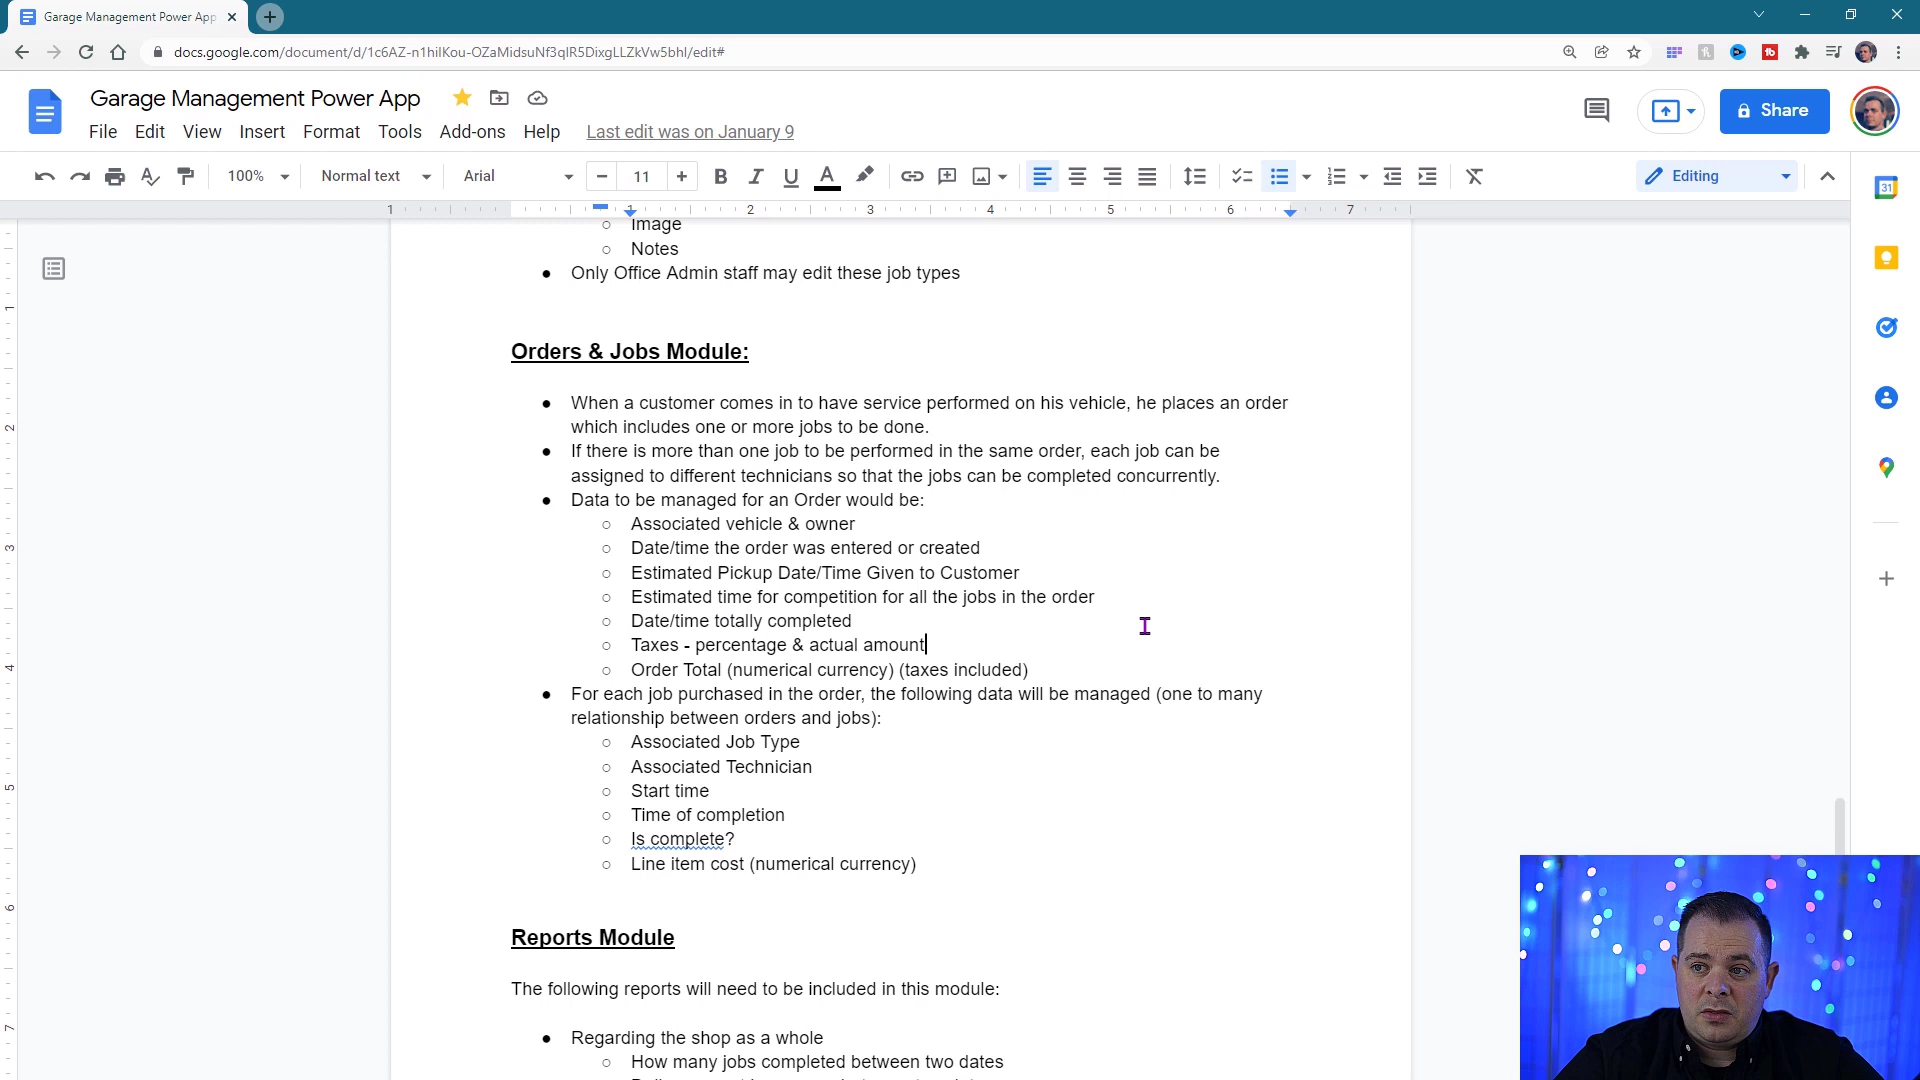 Garage Management Power App
docs.google.com/document/d/1c6AZ-n1hilKou-OZaMidsuNf3qlR5DixgLLZkVw5bhI/edit#
Garage Management Power App
File Edit View Insert Format Tools Add-ons Help Last edit was on January 9
Share
100% Normal text Arial 11 Editing
1 1 2 3 4 5 6 7
Image
Notes
Only Office Admin staff may edit these job types
Orders & Jobs Module:
When a customer comes in to have service performed on his vehicle, he places an order
which includes one or more jobs to be done.
If there is more than one job to be performed in the same order, each job can be
assigned to different technicians so that the jobs can be completed concurrently.
Data to be managed for an Order would be:
Associated vehicle & owner
Date/time the order was entered or created
Estimated Pickup Date/Time Given to Customer
Estimated time for competition for all the jobs in the order
Date/time totally completed
Taxes - percentage & actual amount
Order Total (numerical currency) (taxes included)
For each job purchased in the order, the following data will be managed (one to many
relationship between orders and jobs):
Associated Job Type
Associated Technician
Start time
Time of completion
Is complete?
Line item cost (numerical currency)
Reports Module
The following reports will need to be included in this module:
Regarding the shop as a whole
How many jobs completed between two dates